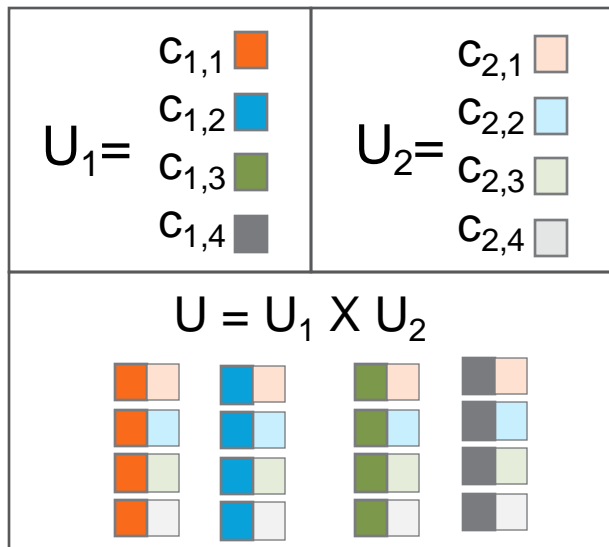 U1=
c1,1
c1,2
c1,3
c1,4
U2=
c2,1
c2,2
c2,3
c2,4
U = U1 X U2